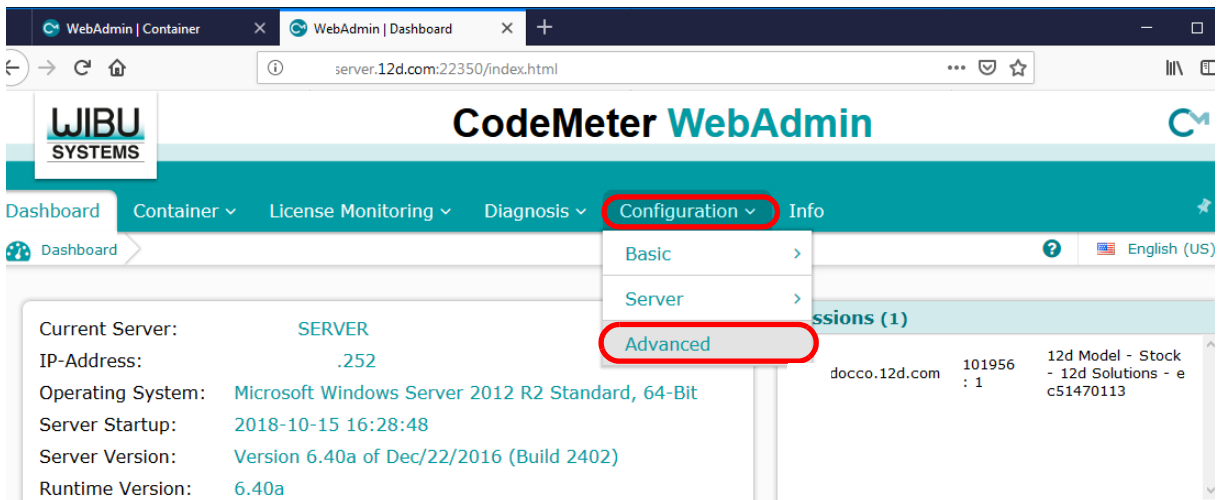 WebAdmin | Container
WebAdmin | Dashboard
server.12d.com:22350/index.html
WIBU
SYSTEMS
CodeMeter WebAdmin
Dashboard Container License Monitoring Diagnosis Configuration Info
Dashboard
English (US)
Basic
Server
Advanced
Current Server: SERVER
IP-Address: .252
Operating System: Microsoft Windows Server 2012 R2 Standard, 64-Bit
Server Startup: 2018-10-15 16:28:48
Server Version: Version 6.40a of Dec/22/2016 (Build 2402)
Runtime Version: 6.40a
ssions (1)
docco.12d.com
101956
: 1
12d Model - Stock
- 12d Solutions - e
c51470113